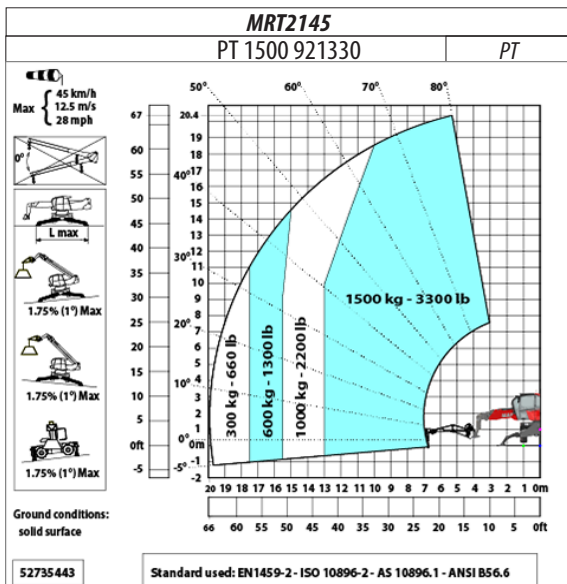 MRT2145
PT 1500 921330 PT
Max
45 km/h
12.5 m/s
28 mph
0°
L max
1.75% (1°) Max
1.75% (1°) Max
1.75% (1°) Max
Ground conditions:
solid surface
52735443
50° 60° 70° 80°
40°
30°
20°
10°
0°
-5°
67
60
55
50
45
40
35
30
25
20
15
10
5
0ft
-5
20.4
19
18
17
16
15
14
13
12
11
10
9
8
7
6
5
4
3
2
1
0m
-1
-2
300 kg - 660 lb
600 kg - 1300 lb
1000 kg - 2200 lb
1500 kg - 3300 lb
20 19 18 17 16 15 14 13 12 11 10 9 8 7 6 5 4 3 2 1 0m
66 60 55 50 45 40 35 30 25 20 15 10 5 0ft
Standard used: EN1459-2 - ISO 10896-2 - AS 10896.1 - ANSI B56.6